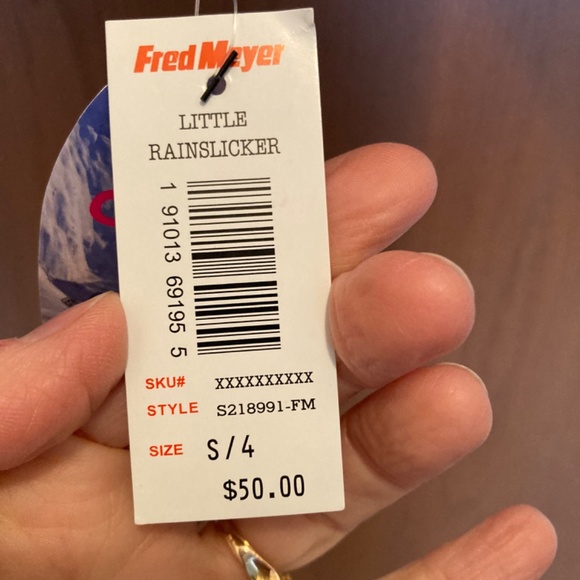 Fred Meyer
LITTLE
RAINSLICKER
1 91013 69195 5
SKU# XXXXXXXXXX
STYLE S218991-FM
SIZE S/4
$50.00